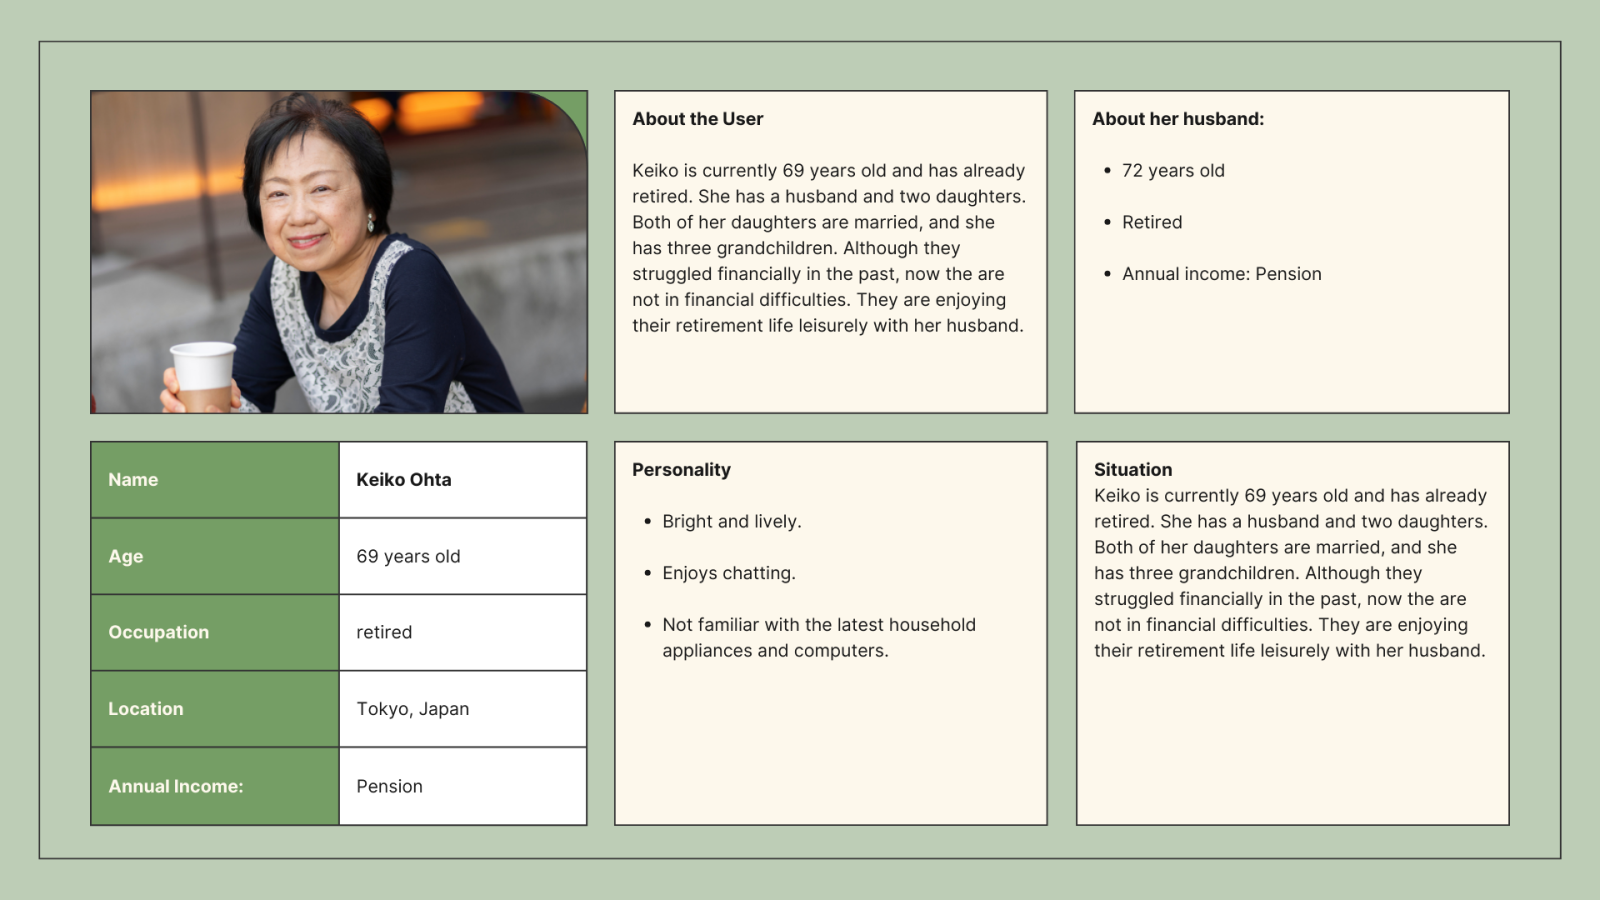 About the User
Keiko is currently 69 years old and has already
retired. She has a husband and two daughters.
Both of her daughters are married, and she
has three grandchildren. Although they
struggled financially in the past, now the are
not in financial difficulties. They are enjoying
their retirement life leisurely with her husband.
About her husband:
• 72 years old
• Retired
• Annual income: Pension
Name Keiko Ohta
Age 69 years old
Occupation retired
Location Tokyo, Japan
Annual Income: Pension
Personality
• Bright and lively.
• Enjoys chatting.
• Not familiar with the latest household
appliances and computers.
Situation
Keiko is currently 69 years old and has already
retired. She has a husband and two daughters.
Both of her daughters are married, and she
has three grandchildren. Although they
struggled financially in the past, now the are
not in financial difficulties. They are enjoying
their retirement life leisurely with her husband.